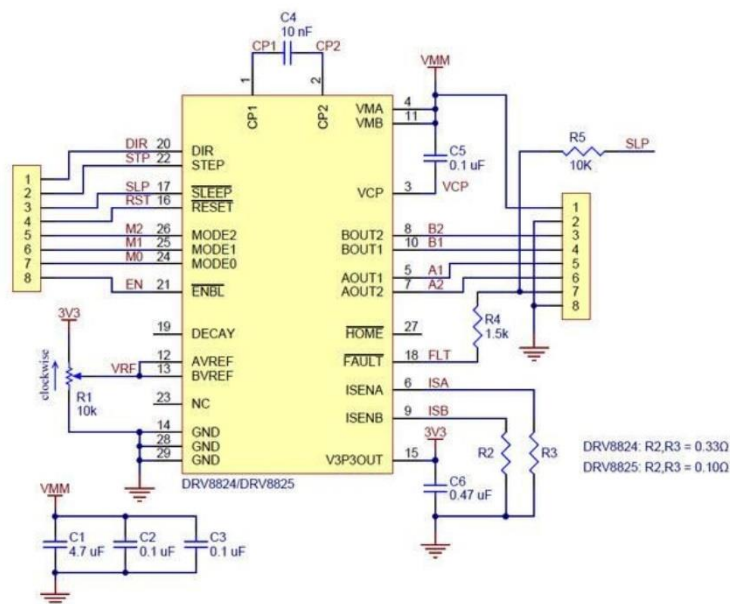 C4
10 nF
CP1 CP2
1 2
CP1 CP2
VMM
VMA 4
VMB 11
C5
0.1 uF
VCP 3 VCP
R5
10K
SLP
DIR 20 DIR
STP 22 STEP
SLP 17 SLEEP
RST 16 RESET
M2 26 MODE2
M1 25 MODE1
M0 24 MODE0
EN 21 ENBL
1
2
3
4
5
6
7
8
BOUT2 8 B2
BOUT1 10 B1
AOUT1 5 A1
AOUT2 7 A2
1
2
3
4
5
6
7
8
3V3
19 DECAY
HOME 27
R4
1.5k
VRF 12 AVREF
13 BVREF
FAULT 18 FLT
clockwise
R1
10k
23 NC
ISENA 6 ISA
ISENB 9 ISB
14 GND
28 GND
29 GND
3V3
V3P3OUT 15
R2 R3
DRV8824: R2,R3 = 0.33Ω
DRV8825: R2,R3 = 0.10Ω
DRV8824/DRV8825
C6
0.47 uF
VMM
C1
4.7 uF
C2
0.1 uF
C3
0.1 uF